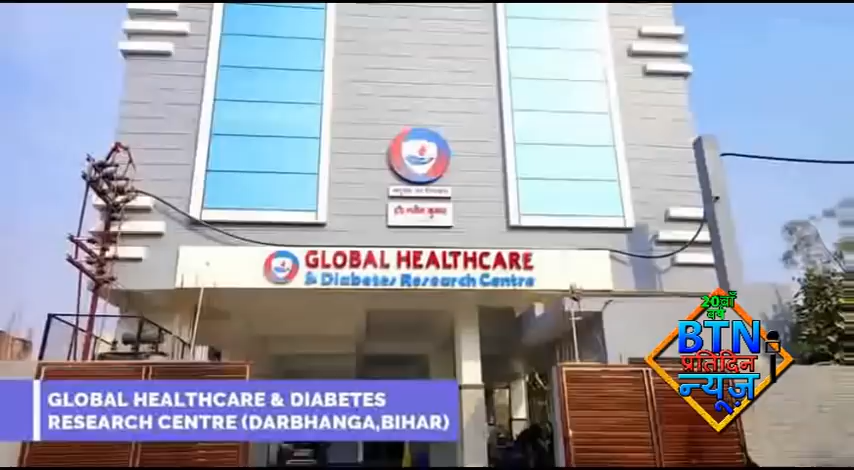 GLOBAL HEALTHCARE
& Diabetes Research Centre
20वाँ
वर्ष
BTN
प्रतिदिन
न्यूज़
GLOBAL HEALTHCARE & DIABETES
RESEARCH CENTRE (DARBHANGA,BIHAR)